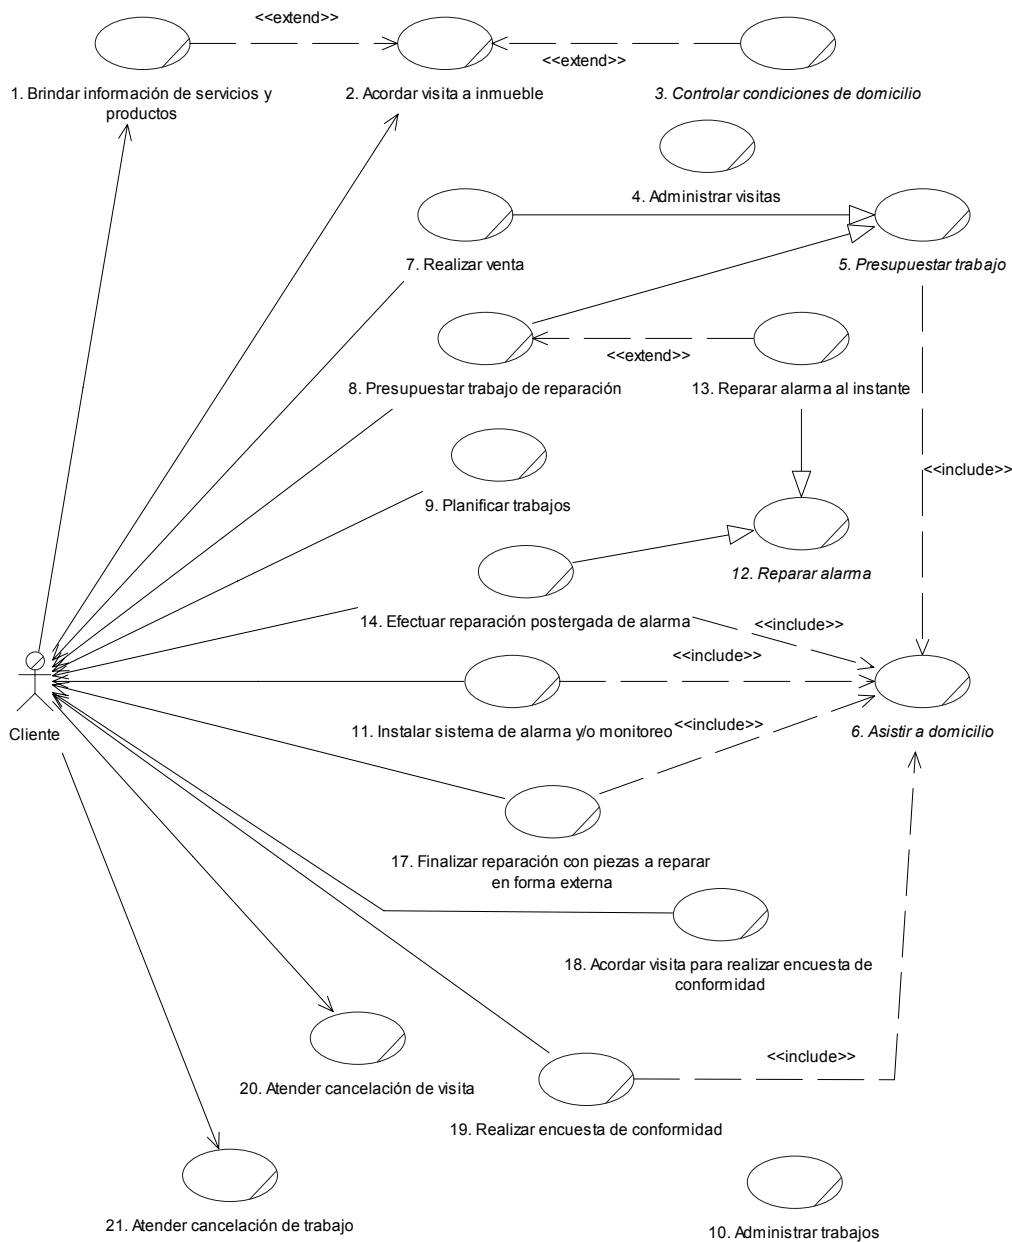 <<extend>>
<<extend>>
1. Brindar información de servicios y
productos
2. Acordar visita a inmueble
3. Controlar condiciones de domicilio
4. Administrar visitas
7. Realizar venta
5. Presupuestar trabajo
<<extend>>
8. Presupuestar trabajo de reparación
13. Reparar alarma al instante
<<include>>
9. Planificar trabajos
12. Reparar alarma
14. Efectuar reparación postergada de alarma
<<include>>
<<include>>
Cliente
11. Instalar sistema de alarma y/o monitoreo
<<include>>
6. Asistir a domicilio
17. Finalizar reparación con piezas a reparar
en forma externa
18. Acordar visita para realizar encuesta de
conformidad
<<include>>
20. Atender cancelación de visita
19. Realizar encuesta de conformidad
21. Atender cancelación de trabajo
10. Administrar trabajos